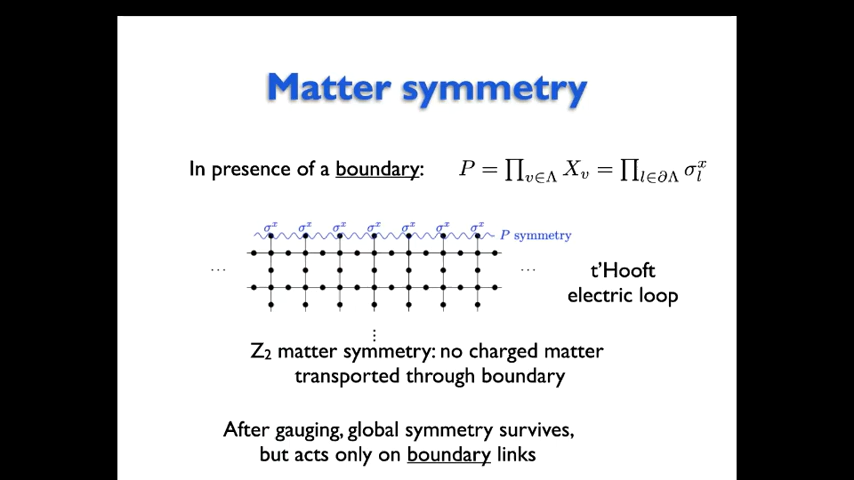 Matter symmetry
In presence of a boundary: P = ∏_{v∈Λ} X_v = ∏_{l∈∂Λ} σ_l^x
σ^x σ^x σ^x σ^x σ^x σ^x σ^x
P symmetry
... ...
t'Hooft
electric loop
⋮
Z₂ matter symmetry: no charged matter
transported through boundary
After gauging, global symmetry survives,
but acts only on boundary links